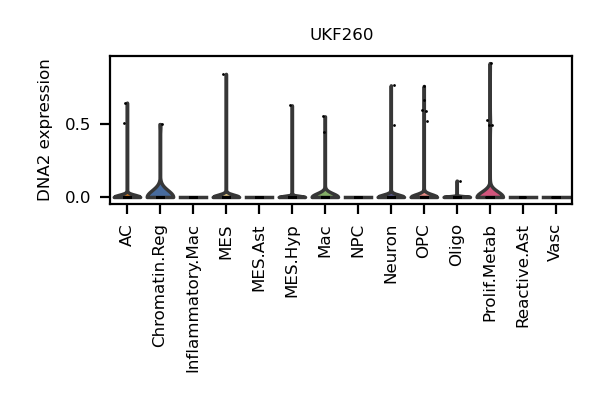 UKF260
DNA2 expression
0.5
0.0
AC
Chromatin.Reg
Inflammatory.Mac
MES
MES.Ast
MES.Hyp
Mac
NPC
Neuron
OPC
Oligo
Prolif.Metab
Reactive.Ast
Vasc